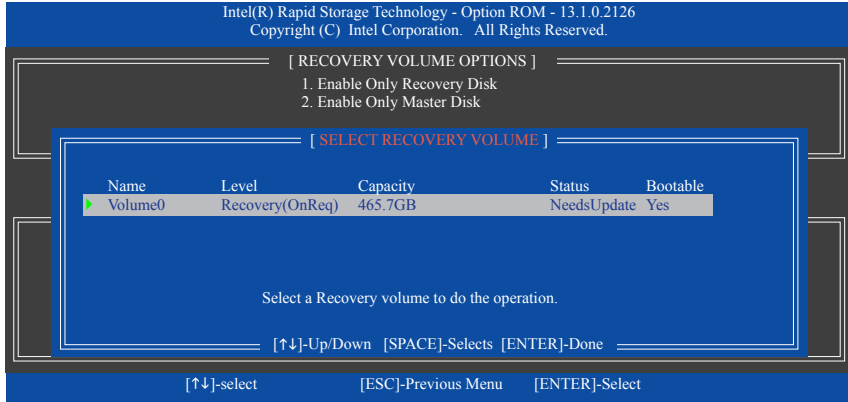 Intel(R) Rapid Storage Technology - Option ROM - 13.1.0.2126
Copyright (C) Intel Corporation. All Rights Reserved.
[ RECOVERY VOLUME OPTIONS ]
1. Enable Only Recovery Disk
2. Enable Only Master Disk
[ SELECT RECOVERY VOLUME ]
Name Level Capacity Status Bootable
Volume0 Recovery(OnReq) 465.7GB NeedsUpdate Yes
Select a Recovery volume to do the operation.
[↑↓]-Up/Down [SPACE]-Selects [ENTER]-Done
[↑↓]-select [ESC]-Previous Menu [ENTER]-Select